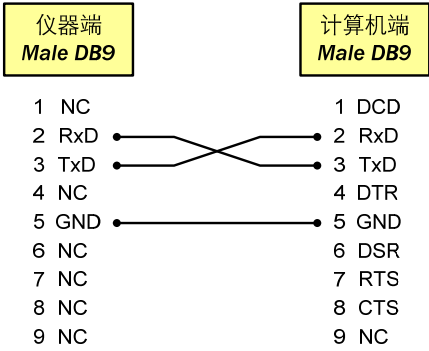 仪器端
Male DB9
计算机端
Male DB9
1 NC
2 RxD
3 TxD
4 NC
5 GND
6 NC
7 NC
8 NC
9 NC
1 DCD
2 RxD
3 TxD
4 DTR
5 GND
6 DSR
7 RTS
8 CTS
9 NC